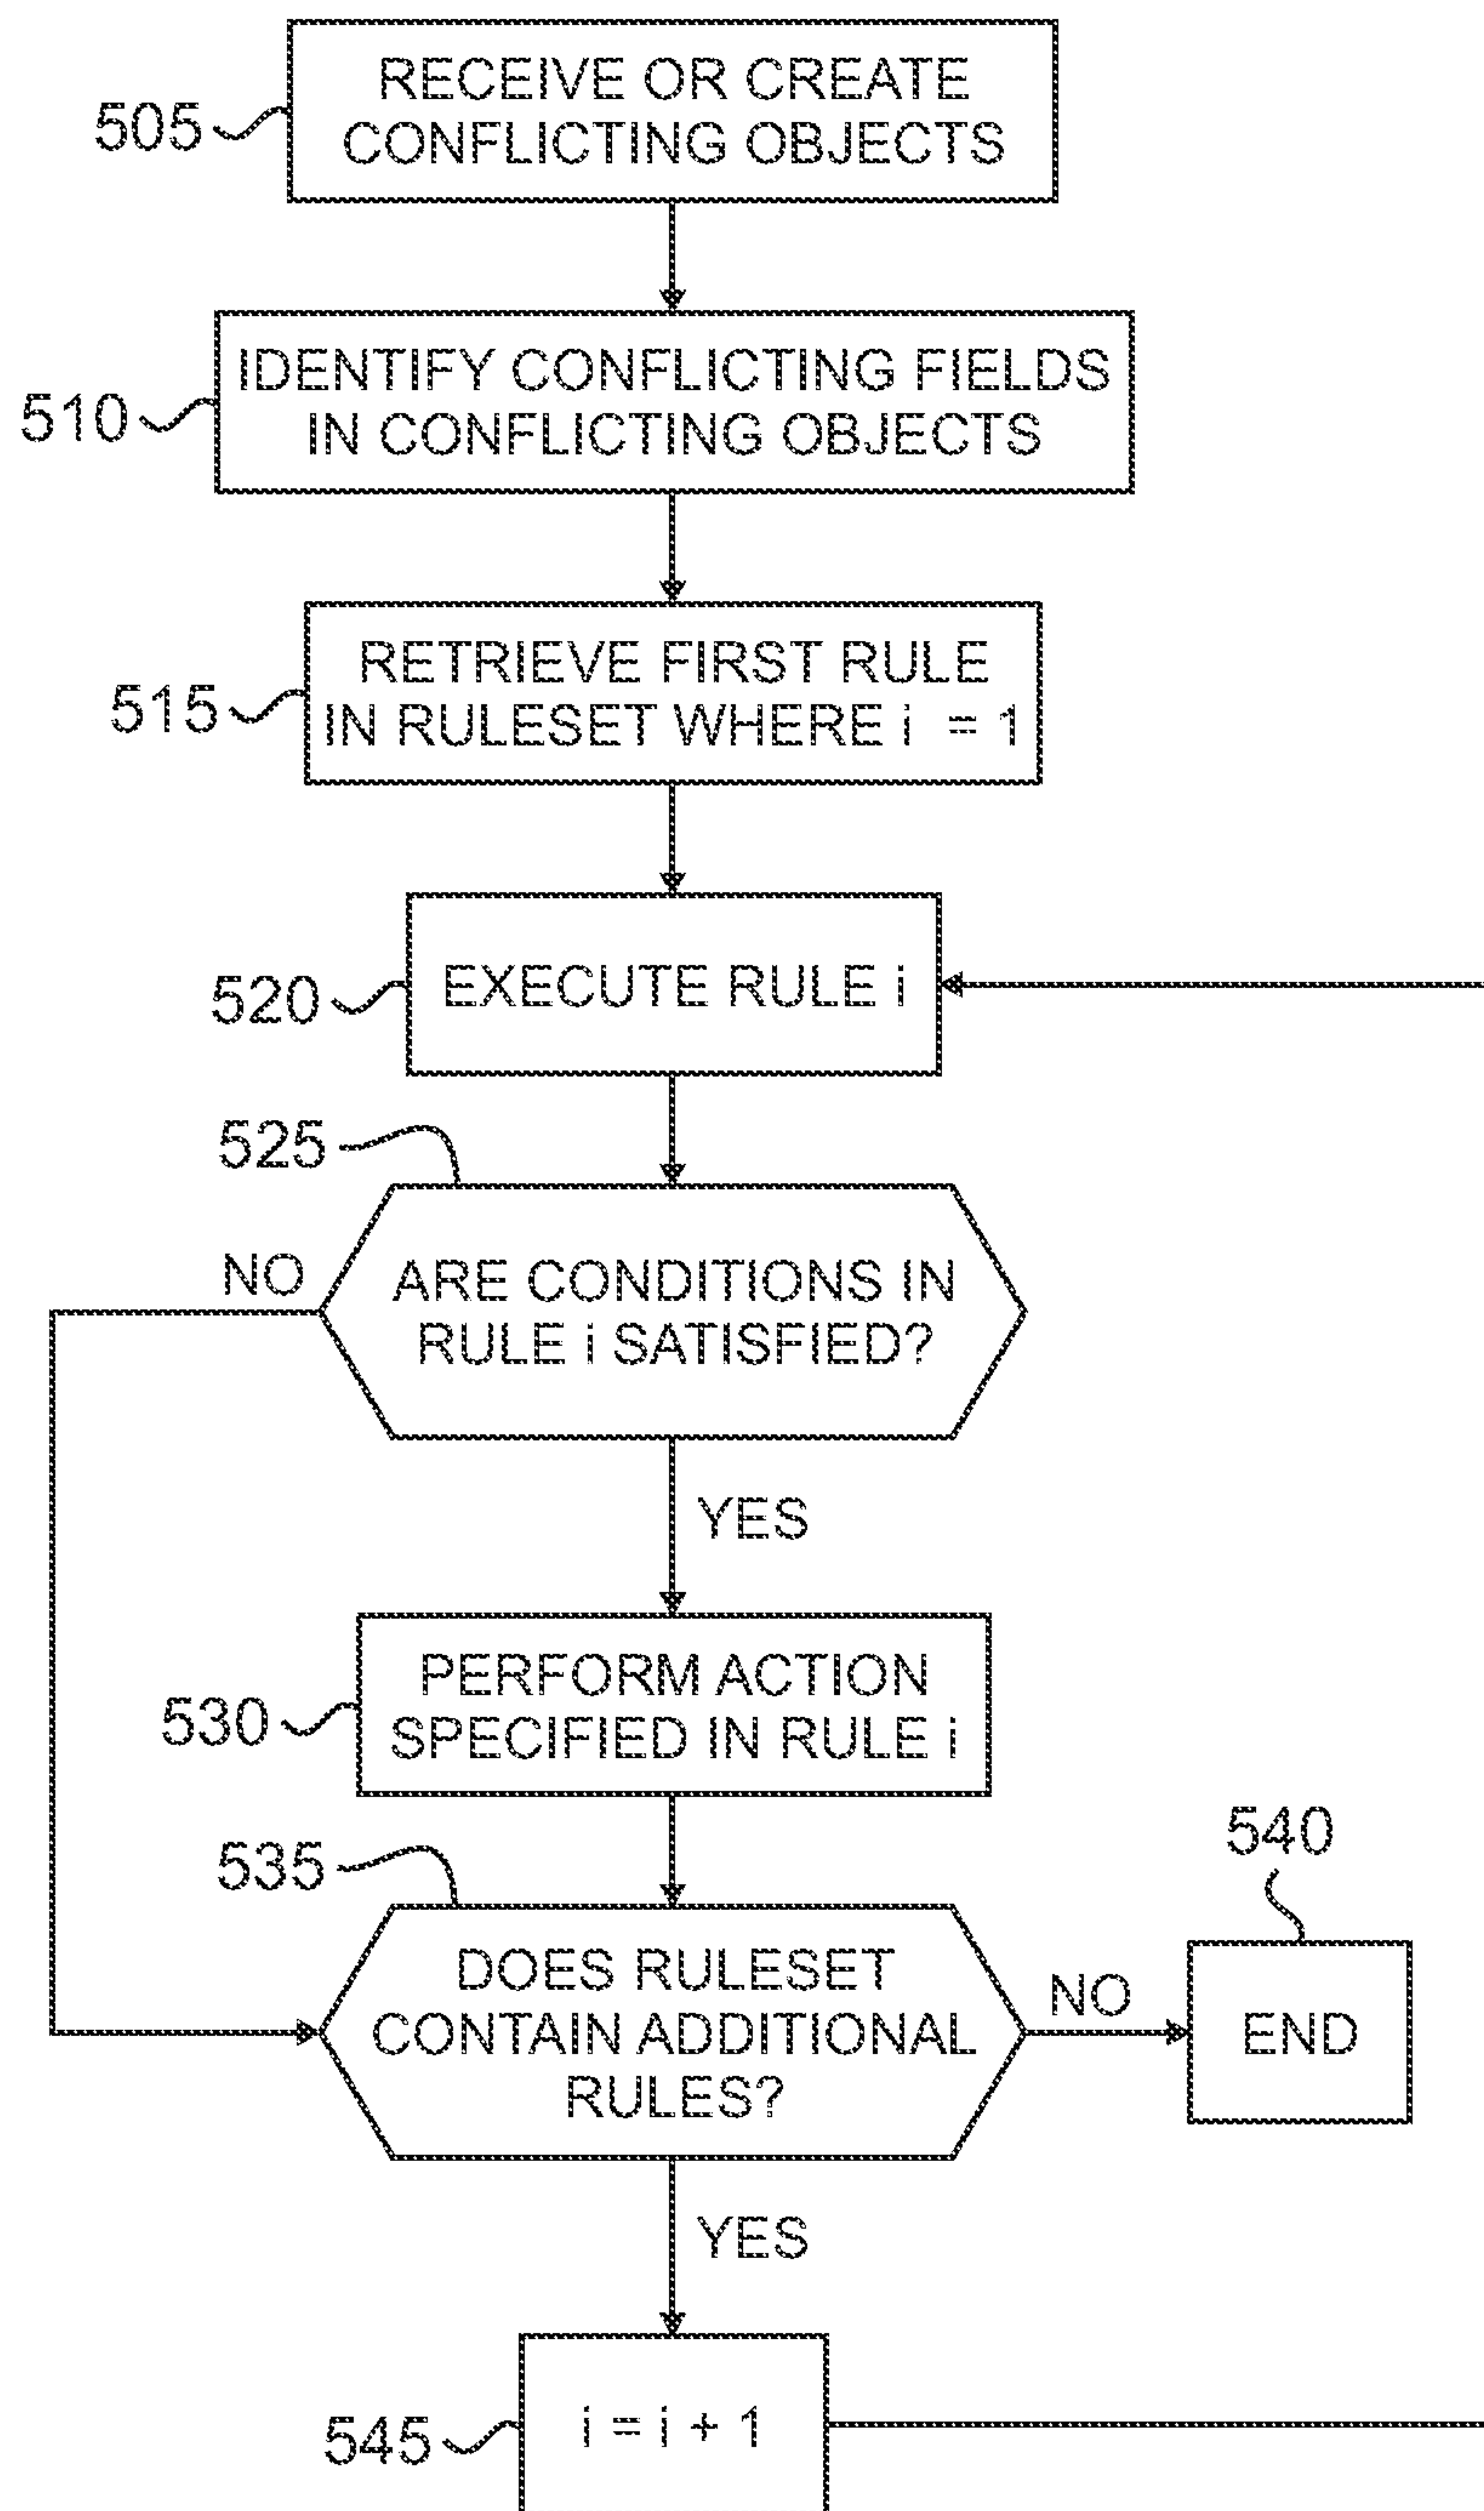 RECEIVE OR CREATE
CONFLICTING OBJECTS
505
IDENTIFY CONFLICTING FIELDS
IN CONFLICTING OBJECTS
510
RETRIEVE FIRST RULE
IN RULESET WHERE i = 1
515
EXECUTE RULE i
520
525
NO
ARE CONDITIONS IN
RULE i SATISFIED?
YES
PERFORM ACTION
SPECIFIED IN RULE i
530
535
540
DOES RULESET
CONTAIN ADDITIONAL
RULES?
NO
END
YES
i = i + 1
545